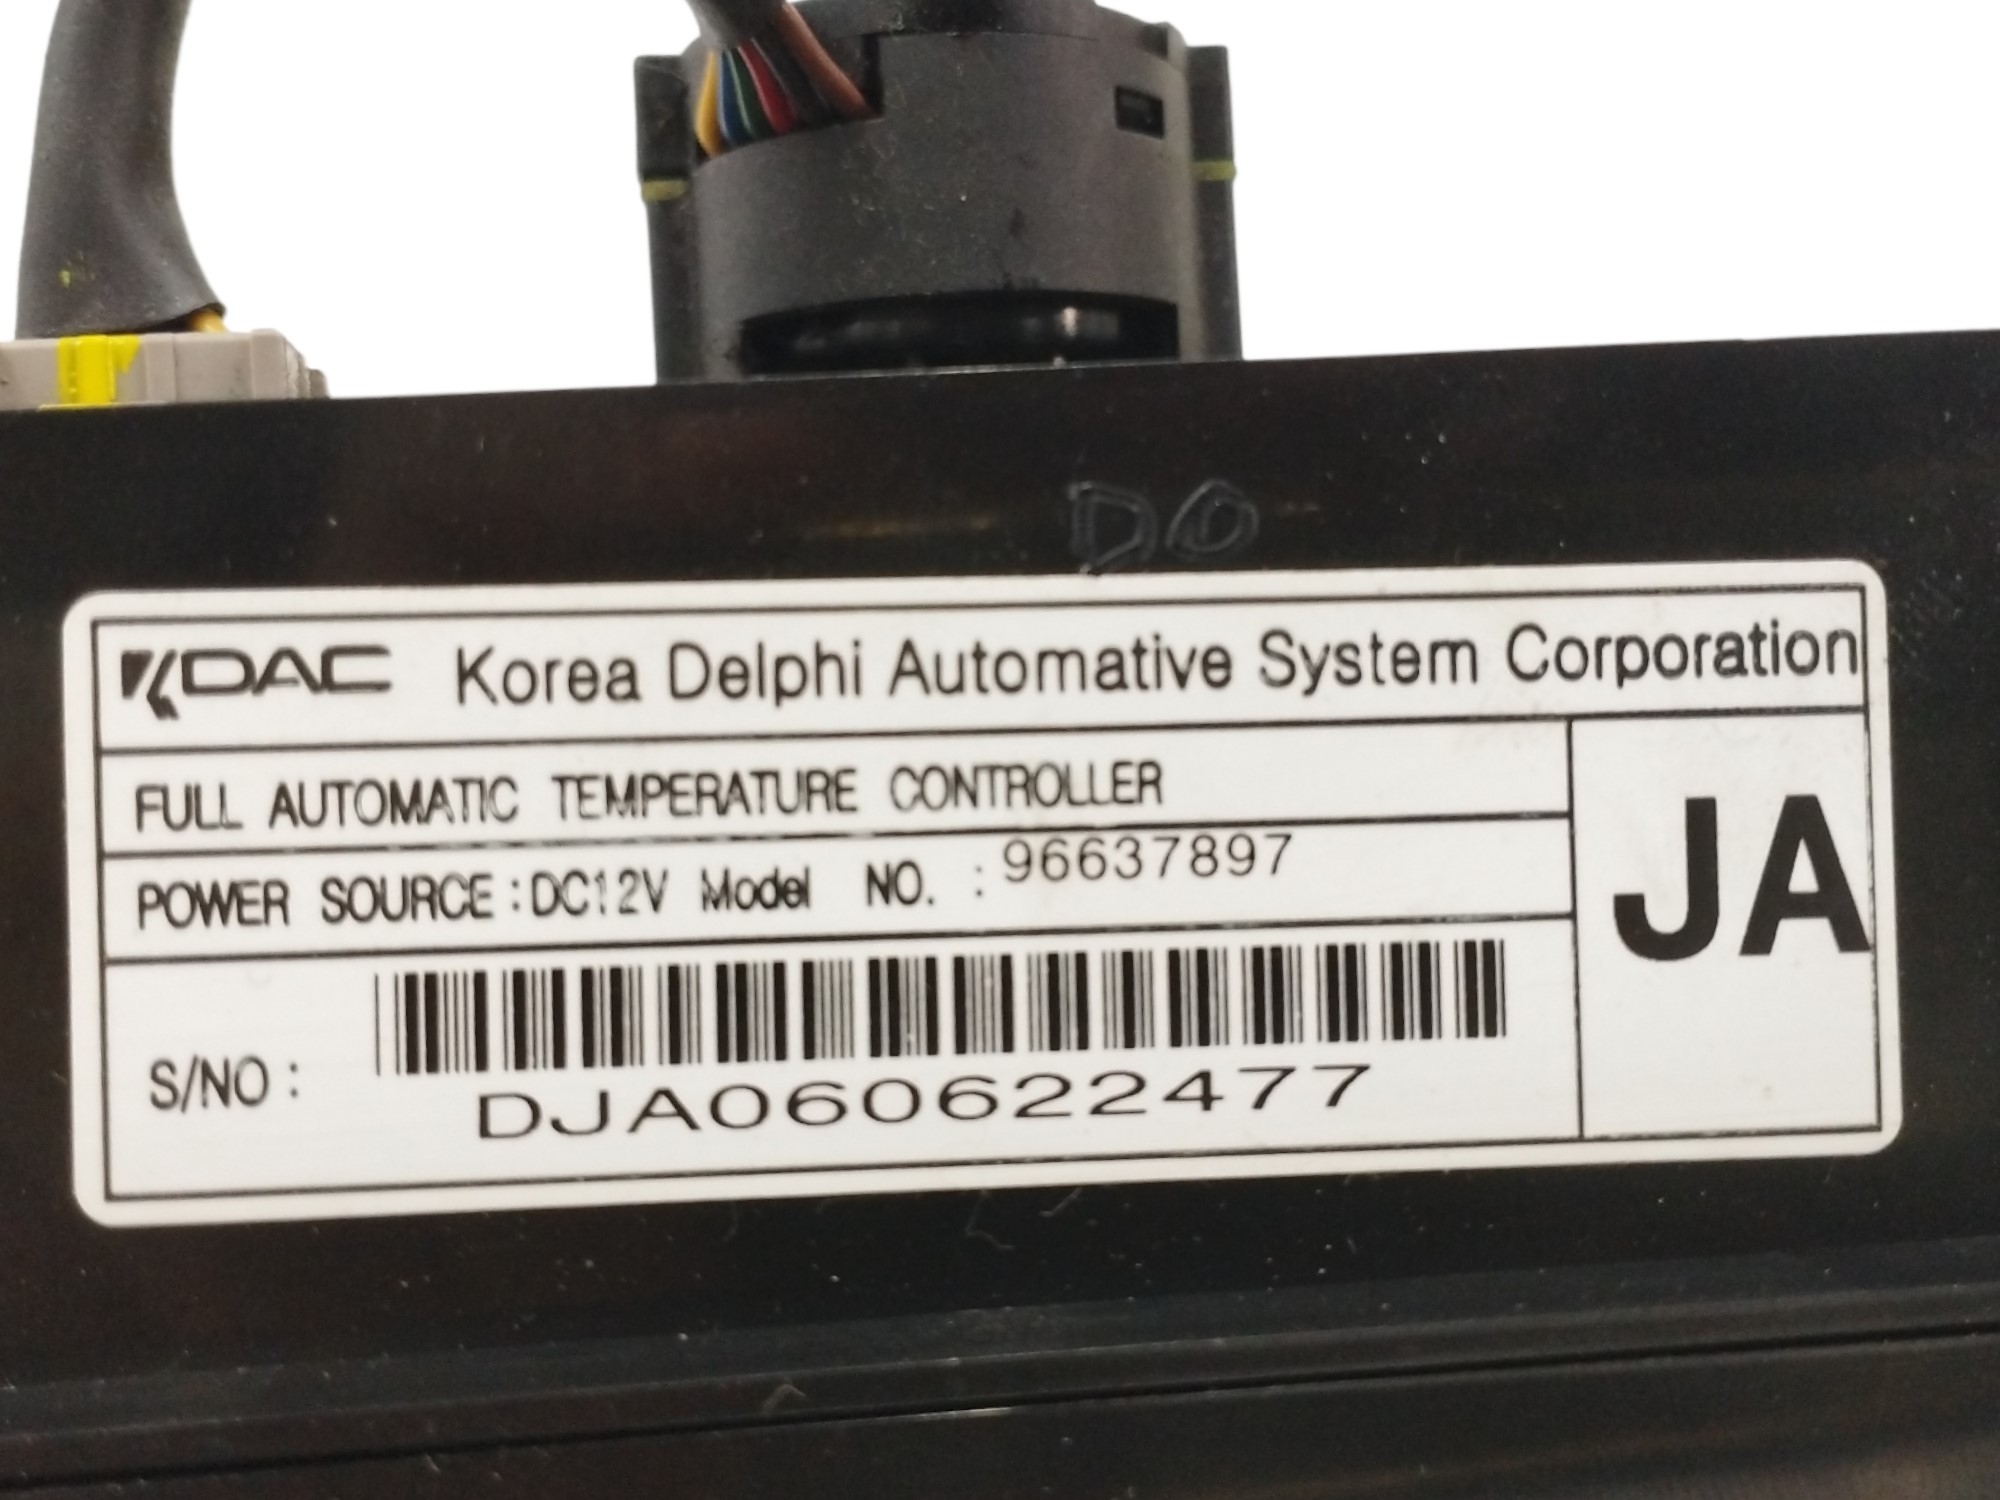 DO
KDAC Korea Delphi Automative System Corporation
FULL AUTOMATIC TEMPERATURE CONTROLLER
POWER SOURCE : DC12V Model NO. : 96637897
JA
S/NO :
DJA060622477